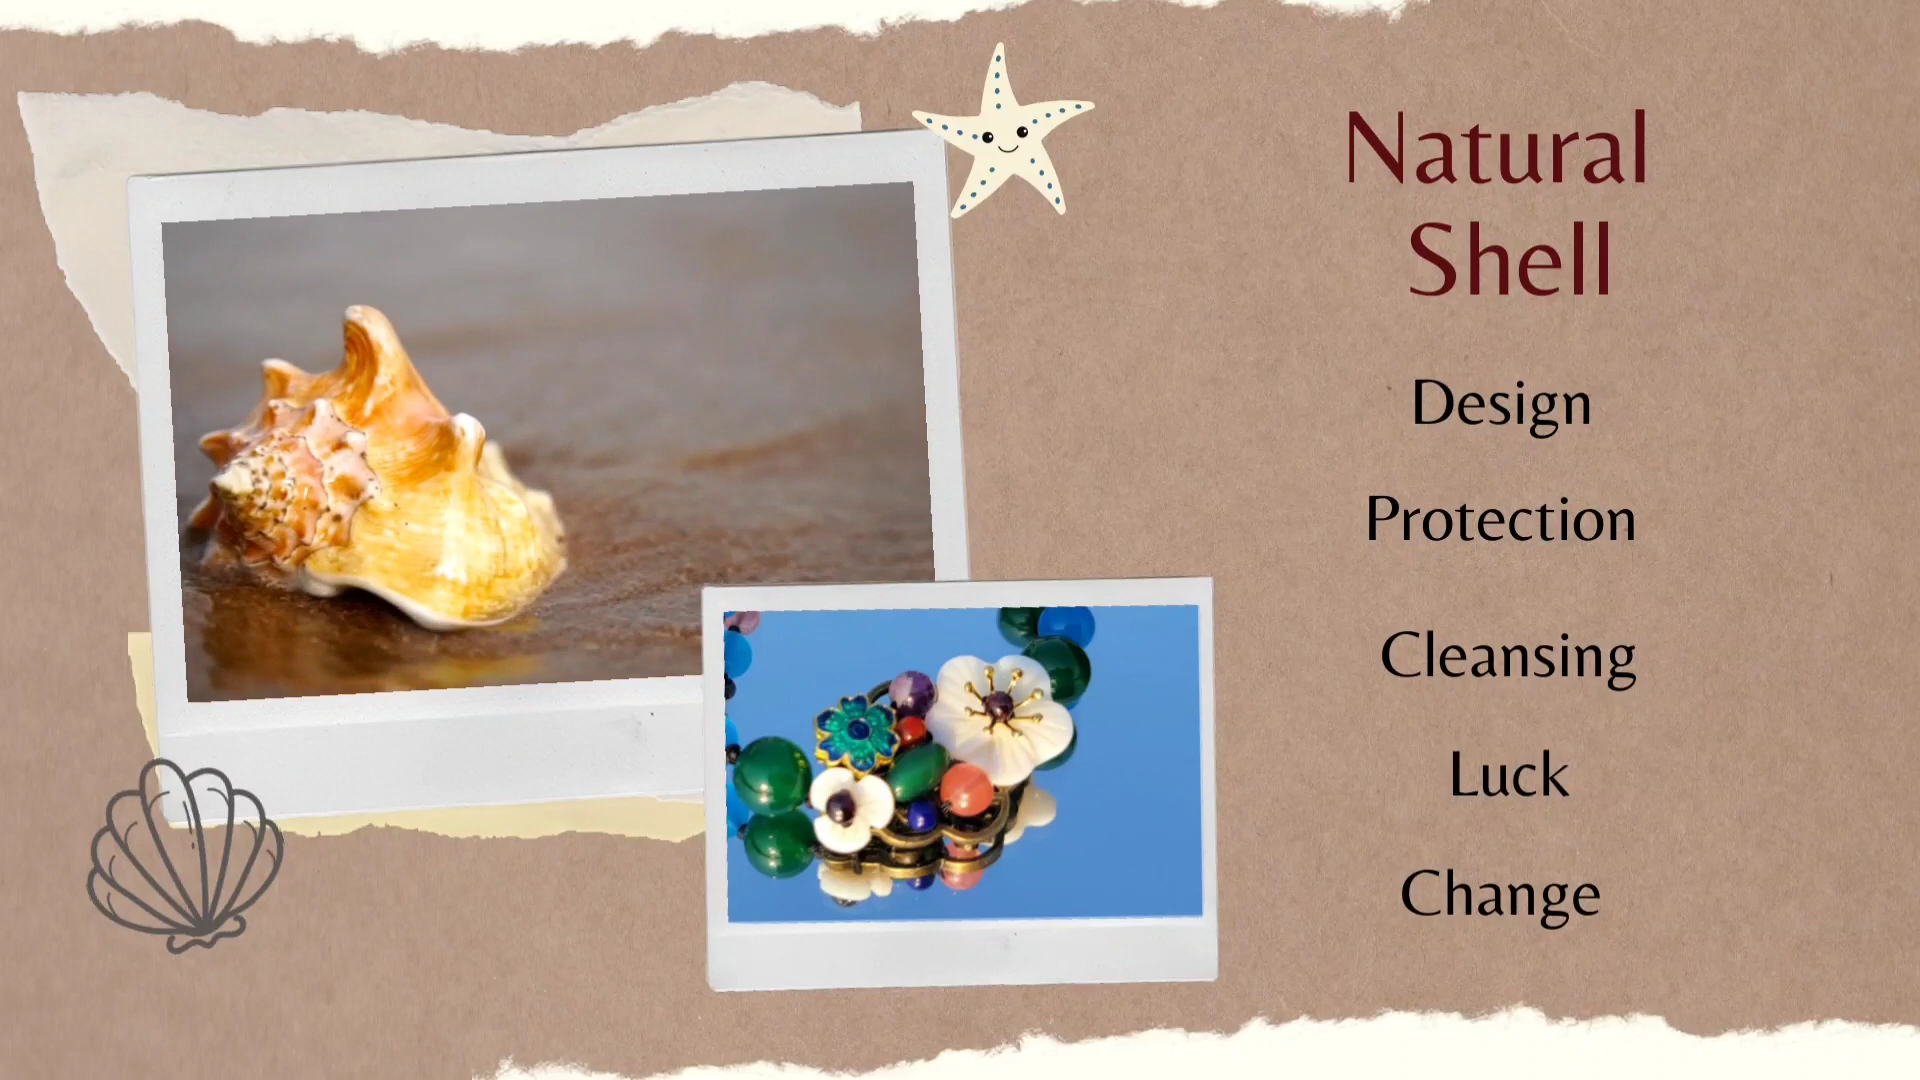 Natural
Shell
Design
Protection
Cleansing
Luck
Change